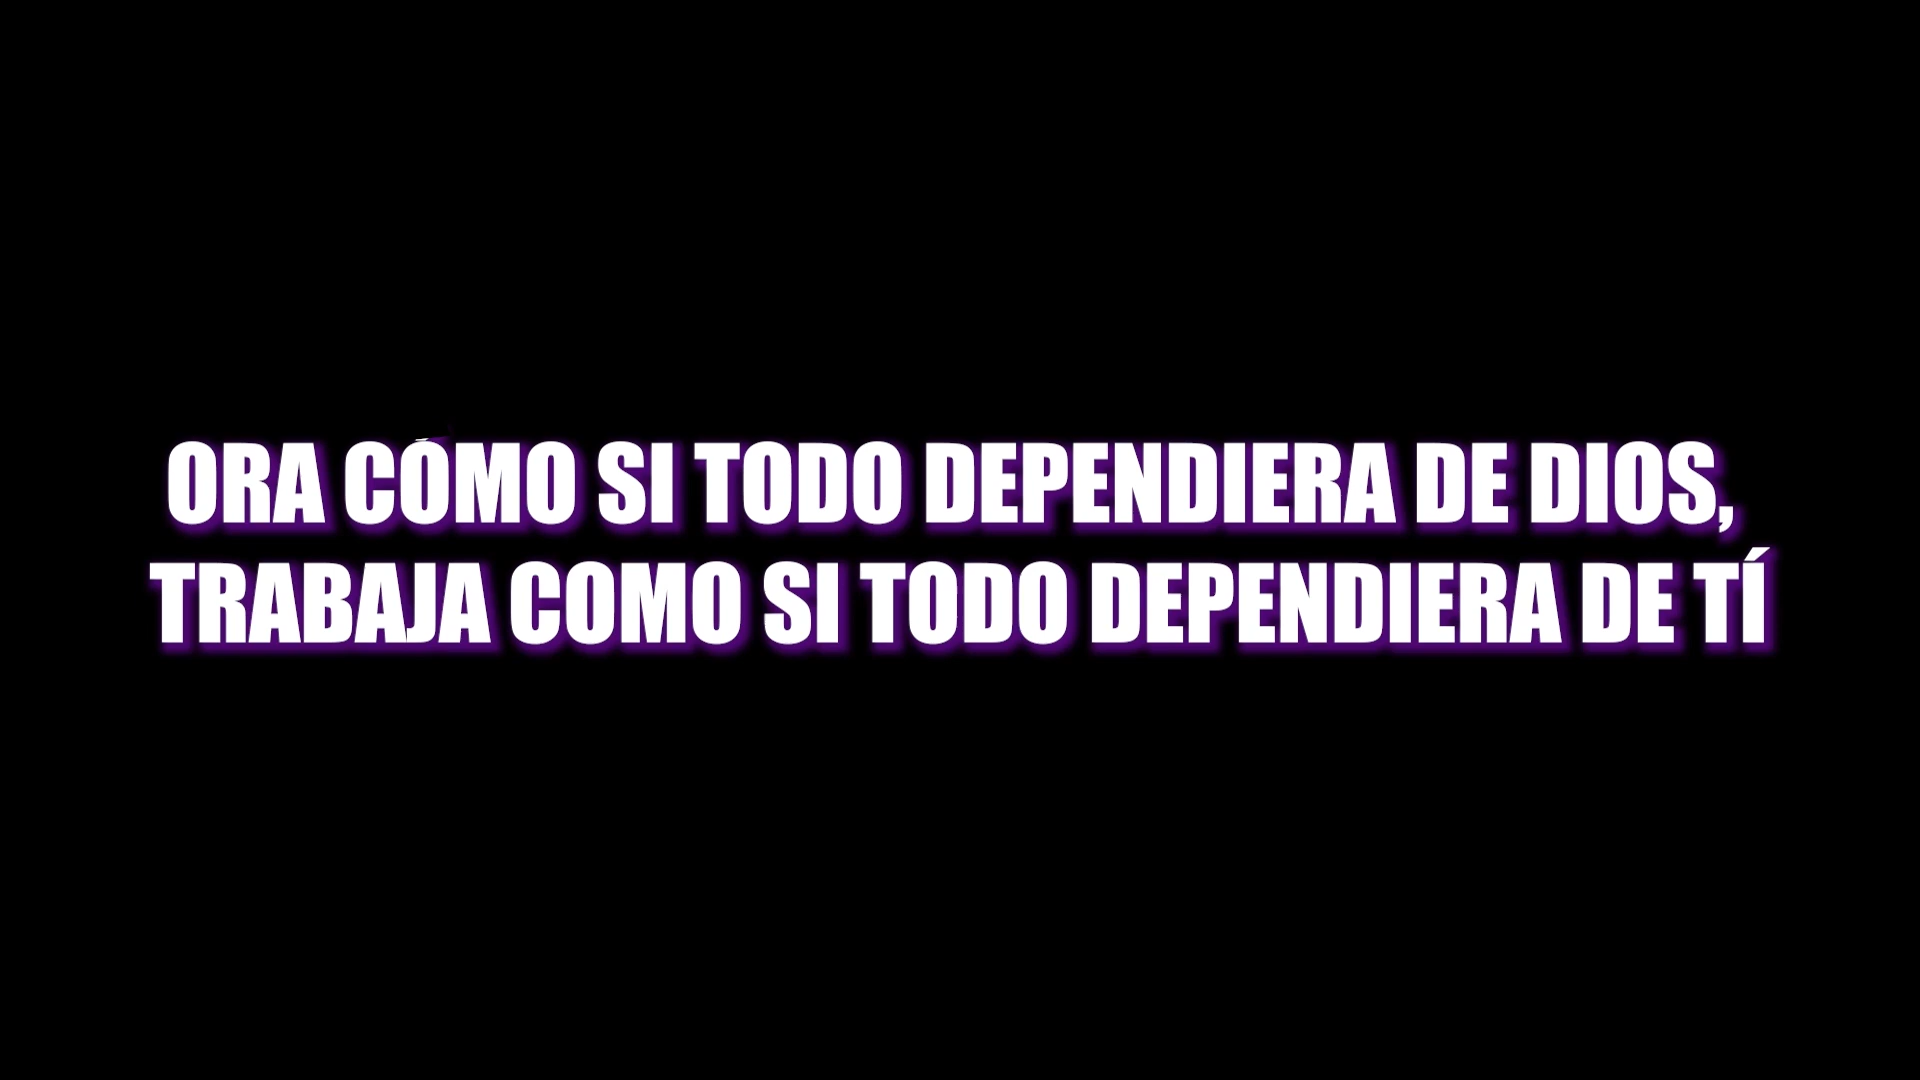 ORA CÓMO SI TODO DEPENDIERA DE DIOS,
TRABAJA COMO SI TODO DEPENDIERA DE TÍ